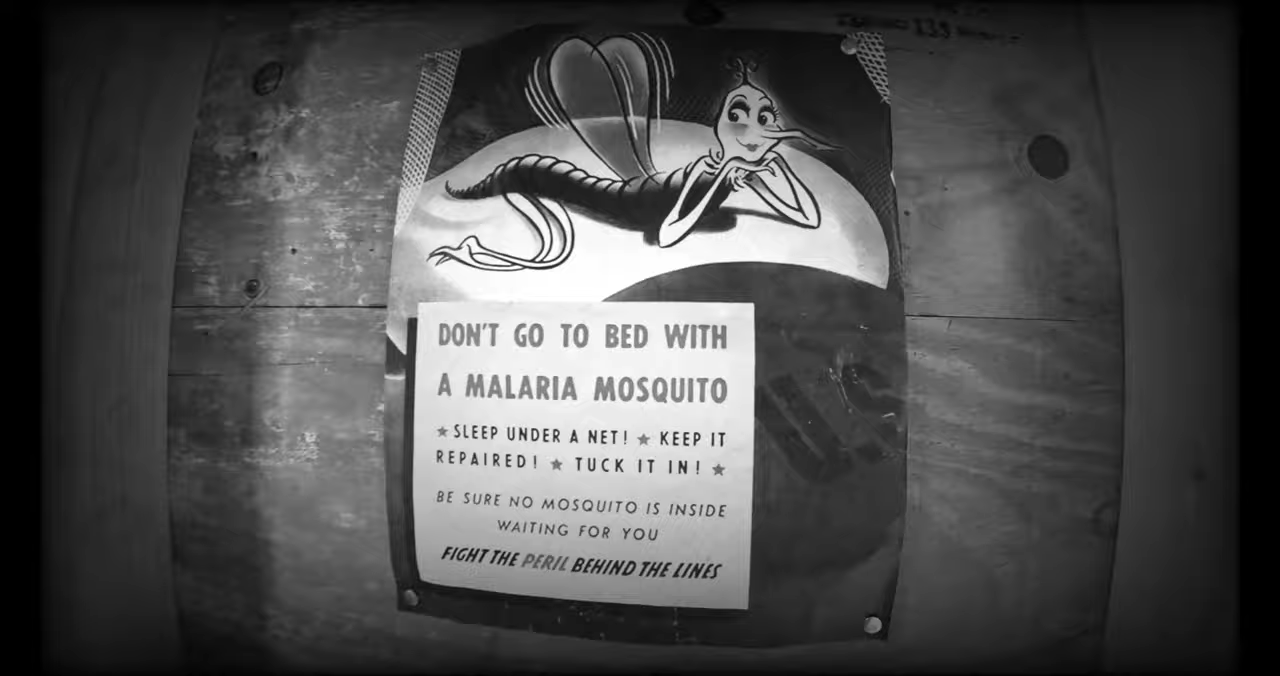 139
DON'T GO TO BED WITH
A MALARIA MOSQUITO
★ SLEEP UNDER A NET! ★ KEEP IT
REPAIRED! ★ TUCK IT IN! ★
BE SURE NO MOSQUITO IS INSIDE
WAITING FOR YOU
FIGHT THE PERIL BEHIND THE LINES